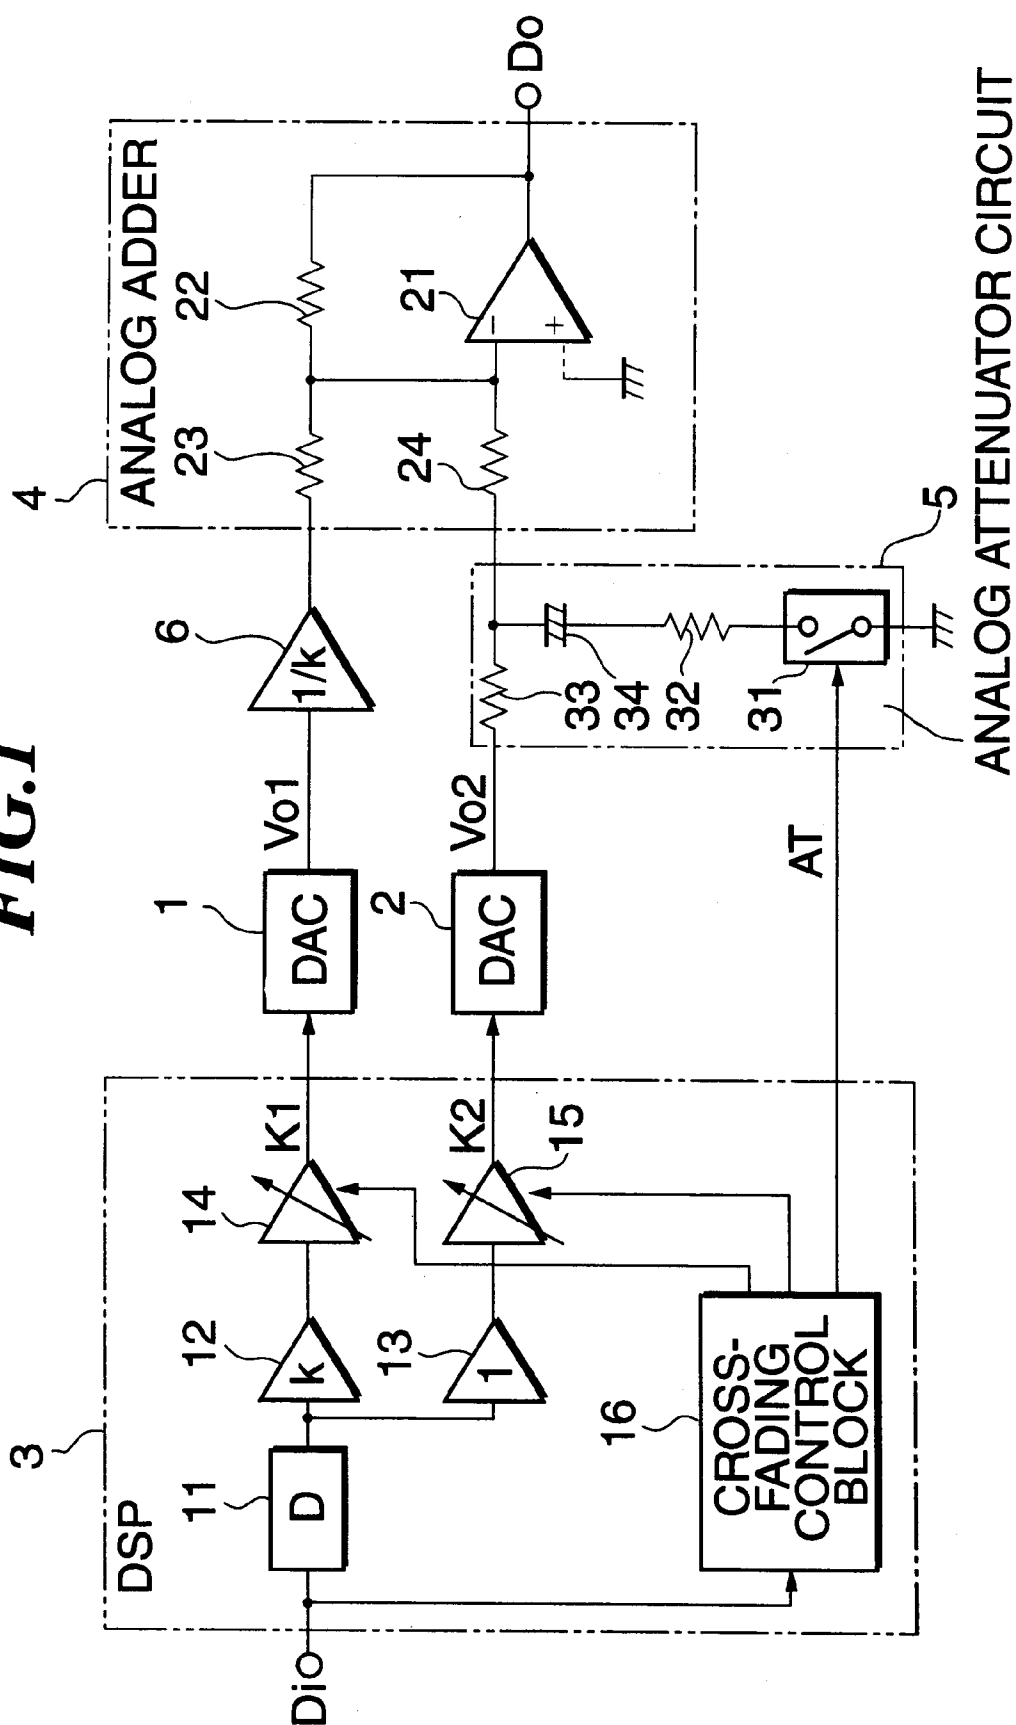 FIG.1
4
ANALOG ADDER
22
23
21
24
Do
6
1/k
Vo1
Vo2
33
34
32
31
5
ANALOG ATTENUATOR CIRCUIT
1
DAC
2
DAC
AT
3
DSP
K1
14
K2
15
12
k
13
1
11
D
Di
16
CROSS-
FADING
CONTROL
BLOCK